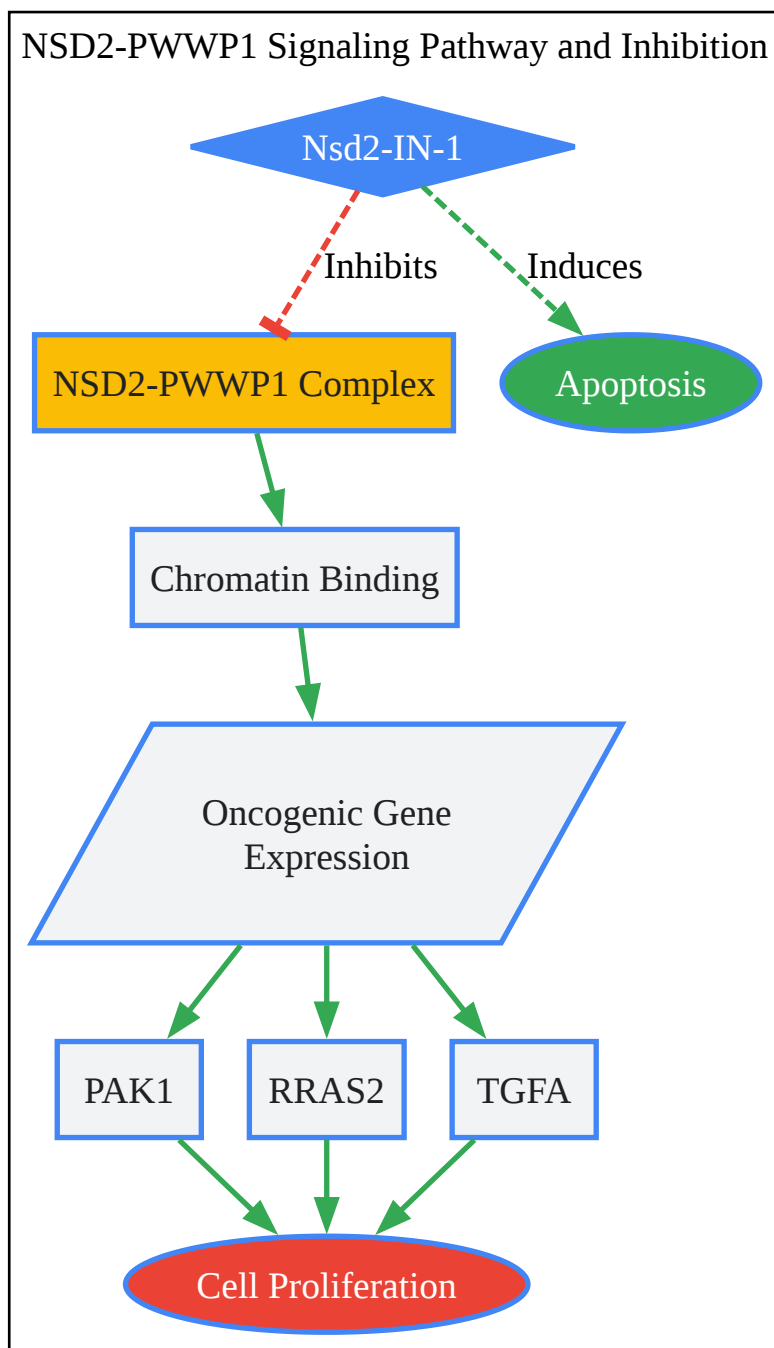 NSD2-PWWP1 Signaling Pathway and Inhibition
Nsd2-IN-1
Inhibits
Induces
NSD2-PWWP1 Complex
Apoptosis
Chromatin Binding
Oncogenic Gene
Expression
PAK1
RRAS2
TGFA
Cell Proliferation